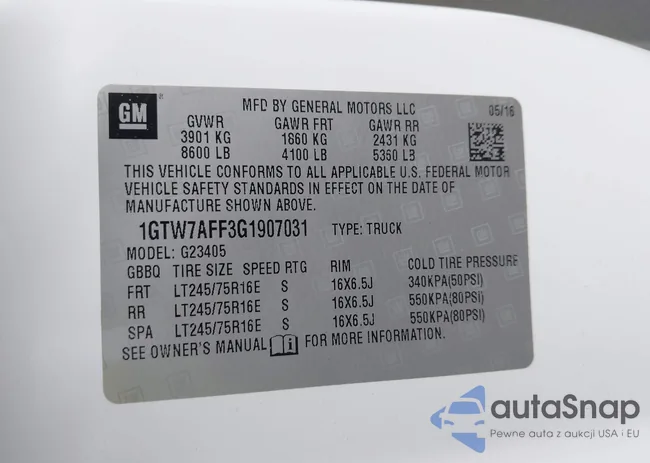 GM
MFD BY GENERAL MOTORS LLC 05/16
GVWR GAWR FRT GAWR RR
3901 KG 1860 KG 2431 KG
8600 LB 4100 LB 5360 LB
THIS VEHICLE CONFORMS TO ALL APPLICABLE U.S. FEDERAL MOTOR
VEHICLE SAFETY STANDARDS IN EFFECT ON THE DATE OF
MANUFACTURE SHOWN ABOVE.
1GTW7AFF3G1907031 TYPE: TRUCK
MODEL: G23405
GBBQ TIRE SIZE SPEED RTG RIM COLD TIRE PRESSURE
FRT LT245/75R16E S 16X6.5J 340KPA(50PSI)
RR LT245/75R16E S 16X6.5J 550KPA(80PSI)
SPA LT245/75R16E S 16X6.5J 550KPA(80PSI)
SEE OWNER'S MANUAL FOR MORE INFORMATION.
autaSnap
Pewne auta z aukcji USA i EU